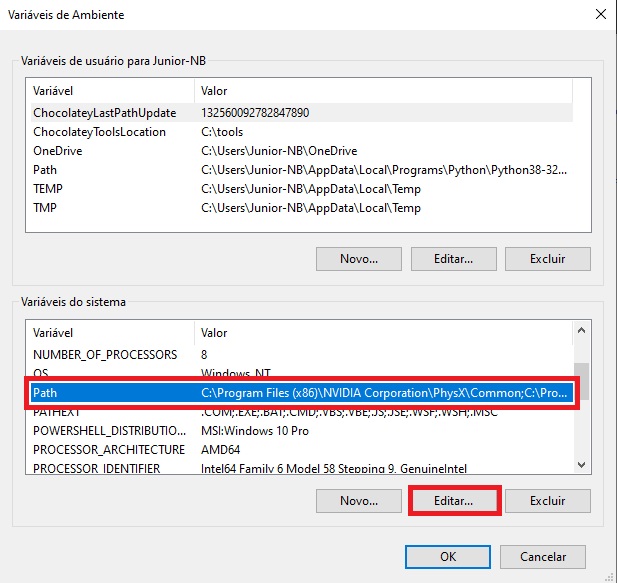 Variáveis de Ambiente
Variáveis de usuário para Junior-NB
Variável Valor
ChocolateyLastPathUpdate 132560092782847890
ChocolateyToolsLocation C:\tools
OneDrive C:\Users\Junior-NB\OneDrive
Path C:\Users\Junior-NB\AppData\Local\Programs\Python\Python38-32...
TEMP C:\Users\Junior-NB\AppData\Local\Temp
TMP C:\Users\Junior-NB\AppData\Local\Temp
Novo... Editar... Excluir
Variáveis do sistema
Variável Valor
NUMBER_OF_PROCESSORS 8
OS Windows_NT
Path C:\Program Files (x86)\NVIDIA Corporation\PhysX\Common;C:\Pro...
PATHEXT .COM;.EXE;.BAT;.CMD;.VBS;.VBE;.JS;.JSE;.WSF;.WSH;.MSC
POWERSHELL_DISTRIBUTIO... MSI:Windows 10 Pro
PROCESSOR_ARCHITECTURE AMD64
PROCESSOR_IDENTIFIER Intel64 Family 6 Model 58 Stepping 9, GenuineIntel
Novo... Editar... Excluir
OK Cancelar